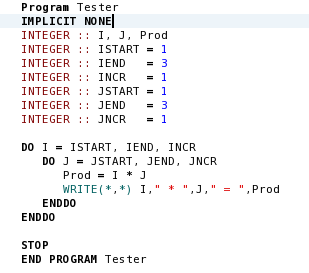 Program Tester
IMPLICIT NONE
INTEGER :: I, J, Prod
INTEGER :: ISTART = 1
INTEGER :: IEND   = 3
INTEGER :: INCR   = 1
INTEGER :: JSTART = 1
INTEGER :: JEND   = 3
INTEGER :: JNCR   = 1
DO I = ISTART, IEND, INCR
   DO J = JSTART, JEND, JNCR
      Prod = I * J
      WRITE(*,*) I," * ",J," = ",Prod
   ENDDO
ENDDO
STOP
END PROGRAM Tester